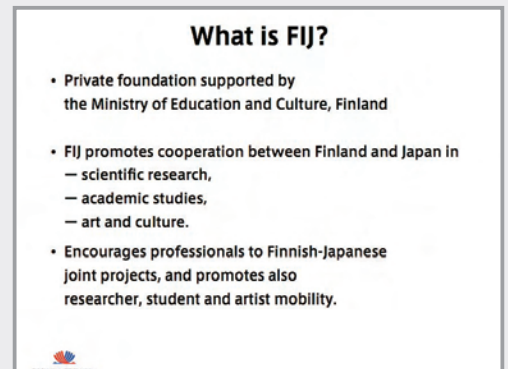 What is FIJ?
• Private foundation supported by
the Ministry of Education and Culture, Finland
• FIJ promotes cooperation between Finland and Japan in
— scientific research,
— academic studies,
— art and culture.
• Encourages professionals to Finnish-Japanese
joint projects, and promotes also
researcher, student and artist mobility.